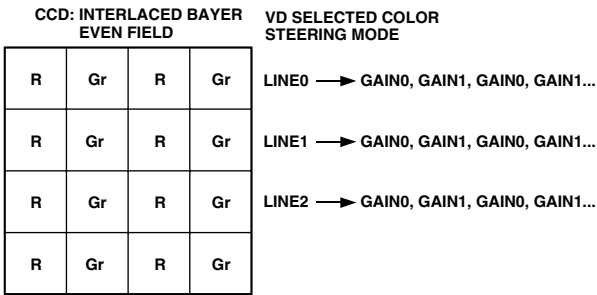 CCD: INTERLACED BAYER
EVEN FIELD
VD SELECTED COLOR
STEERING MODE
R Gr R Gr
LINE0 GAIN0, GAIN1, GAIN0, GAIN1...
R Gr R Gr
LINE1 GAIN0, GAIN1, GAIN0, GAIN1...
R Gr R Gr
LINE2 GAIN0, GAIN1, GAIN0, GAIN1...
R Gr R Gr